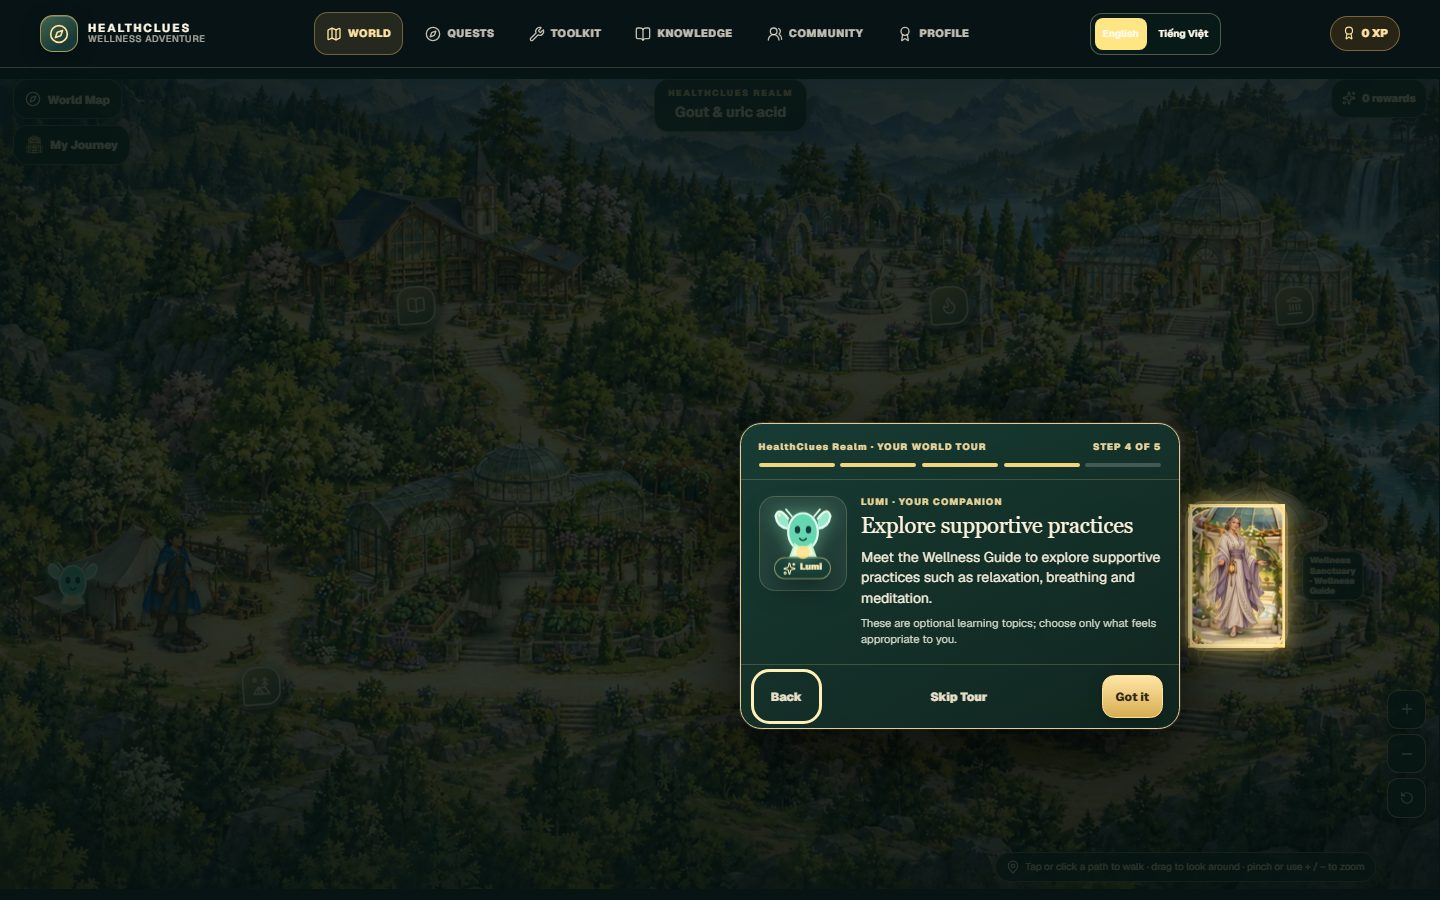 HEALTHCLUES
WELLNESS ADVENTURE
WORLD
QUESTS
TOOLKIT
KNOWLEDGE
COMMUNITY
PROFILE
English
Tiếng Việt
0 XP
World Map
My Journey
HEALTHCLUES REALM
Gout & uric acid
0 rewards
HealthClues Realm · YOUR WORLD TOUR
STEP 4 OF 5
LUMI · YOUR COMPANION
Explore supportive practices
Meet the Wellness Guide to explore supportive
practices such as relaxation, breathing and
meditation.
These are optional learning topics; choose only what feels
appropriate to you.
Lumi
Back
Skip Tour
Got it
Wellness
Sanctuary
· Wellness
Guide
Tap or click a path to walk · drag to look around · pinch or use + / − to zoom